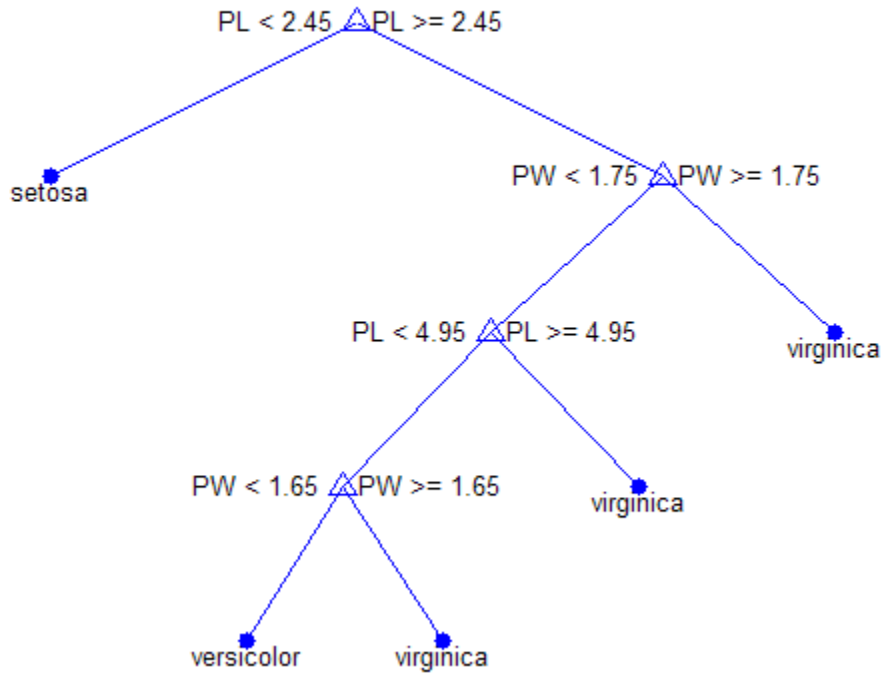 PL < 2.45 PL >= 2.45
setosa
PW < 1.75 PW >= 1.75
PL < 4.95 PL >= 4.95
virginica
PW < 1.65 PW >= 1.65
virginica
versicolor
virginica